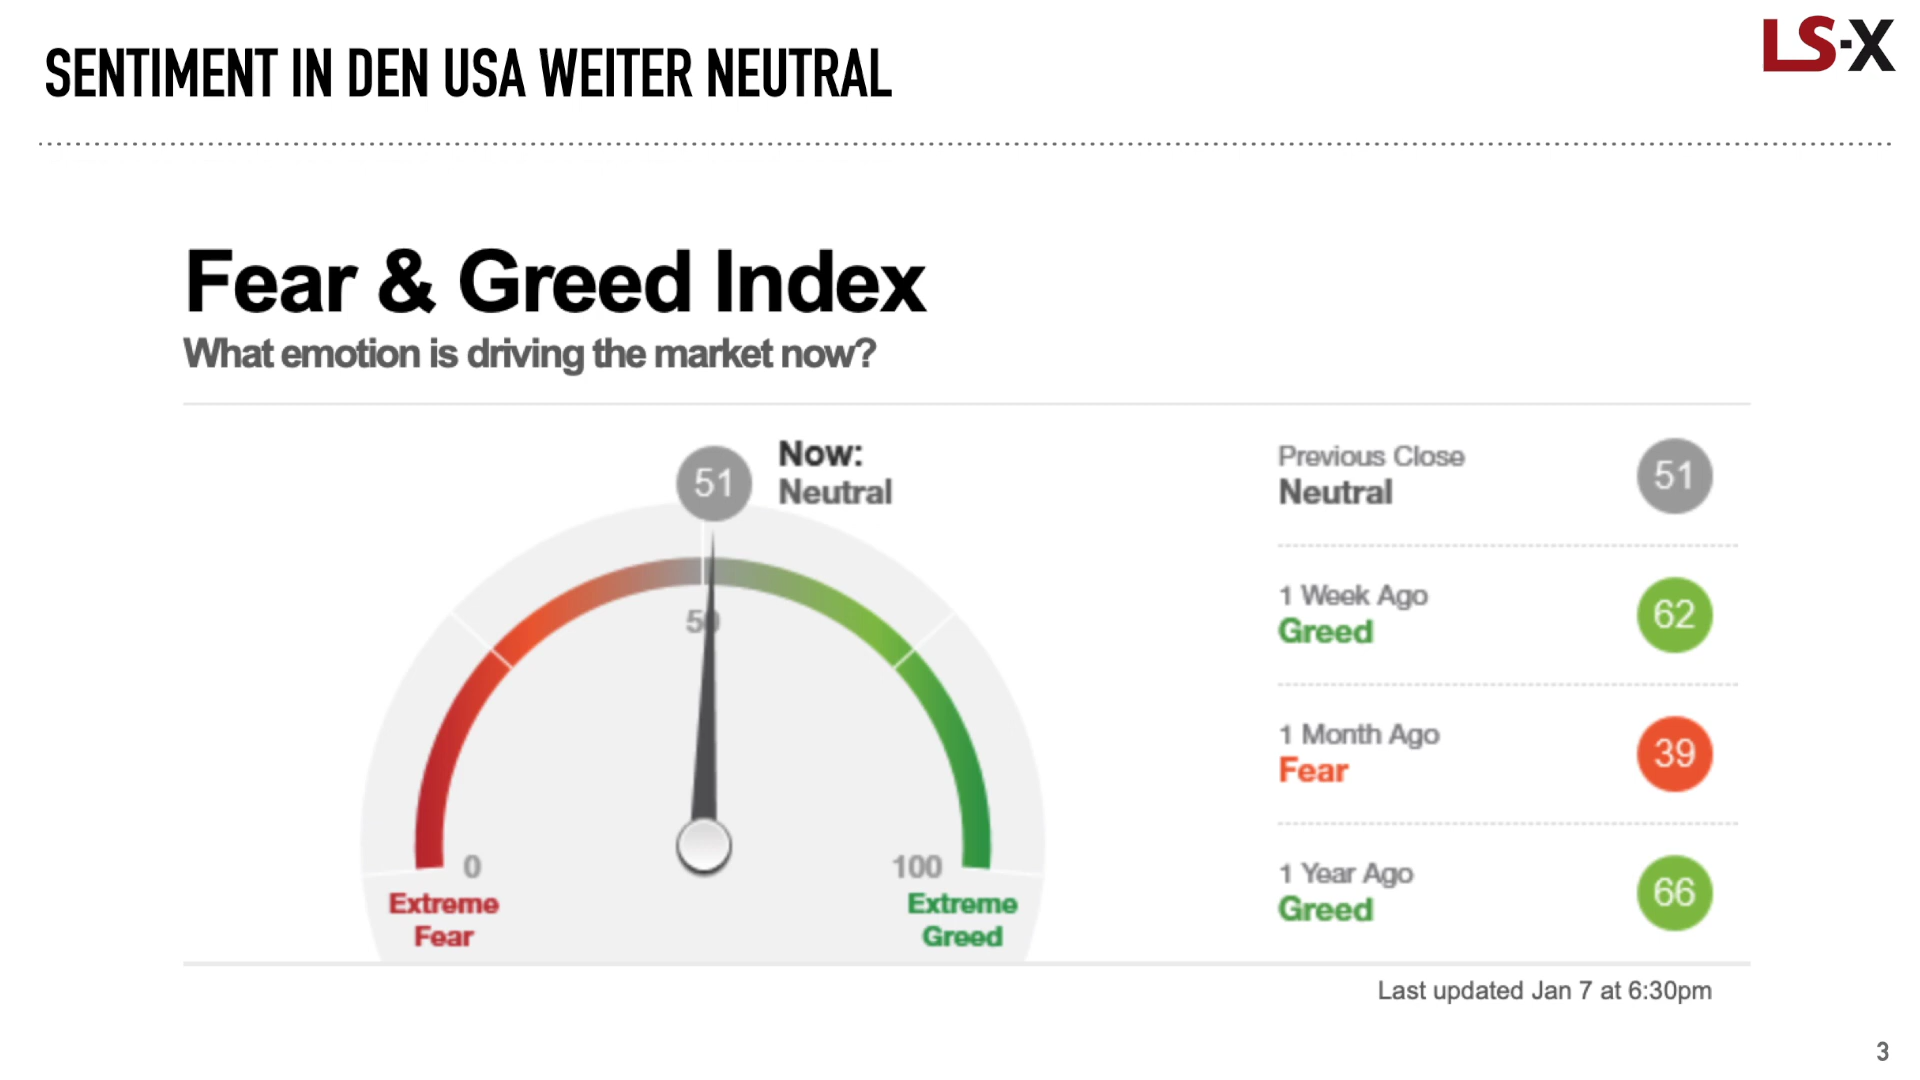 SENTIMENT IN DEN USA WEITER NEUTRAL
LS-X
Fear & Greed Index
What emotion is driving the market now?
51
Now:
Neutral
50
0
100
Extreme
Fear
Extreme
Greed
Previous Close
Neutral
51
1 Week Ago
Greed
62
1 Month Ago
Fear
39
1 Year Ago
Greed
66
Last updated Jan 7 at 6:30pm
3